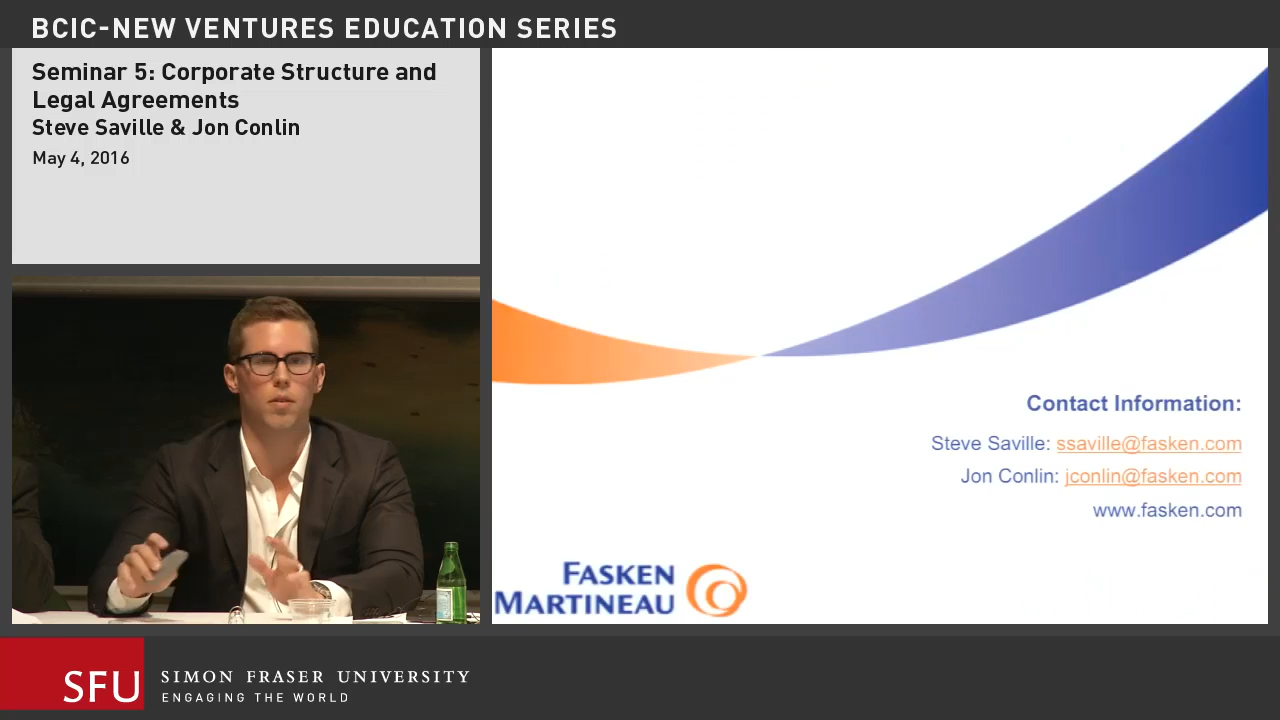 BCIC-NEW VENTURES EDUCATION SERIES
Seminar 5: Corporate Structure and
Legal Agreements
Steve Saville & Jon Conlin
May 4, 2016
Contact Information:
Steve Saville: ssaville@fasken.com
Jon Conlin: jconlin@fasken.com
www.fasken.com
FASKEN
MARTINEAU
SFU
SIMON FRASER UNIVERSITY
ENGAGING THE WORLD